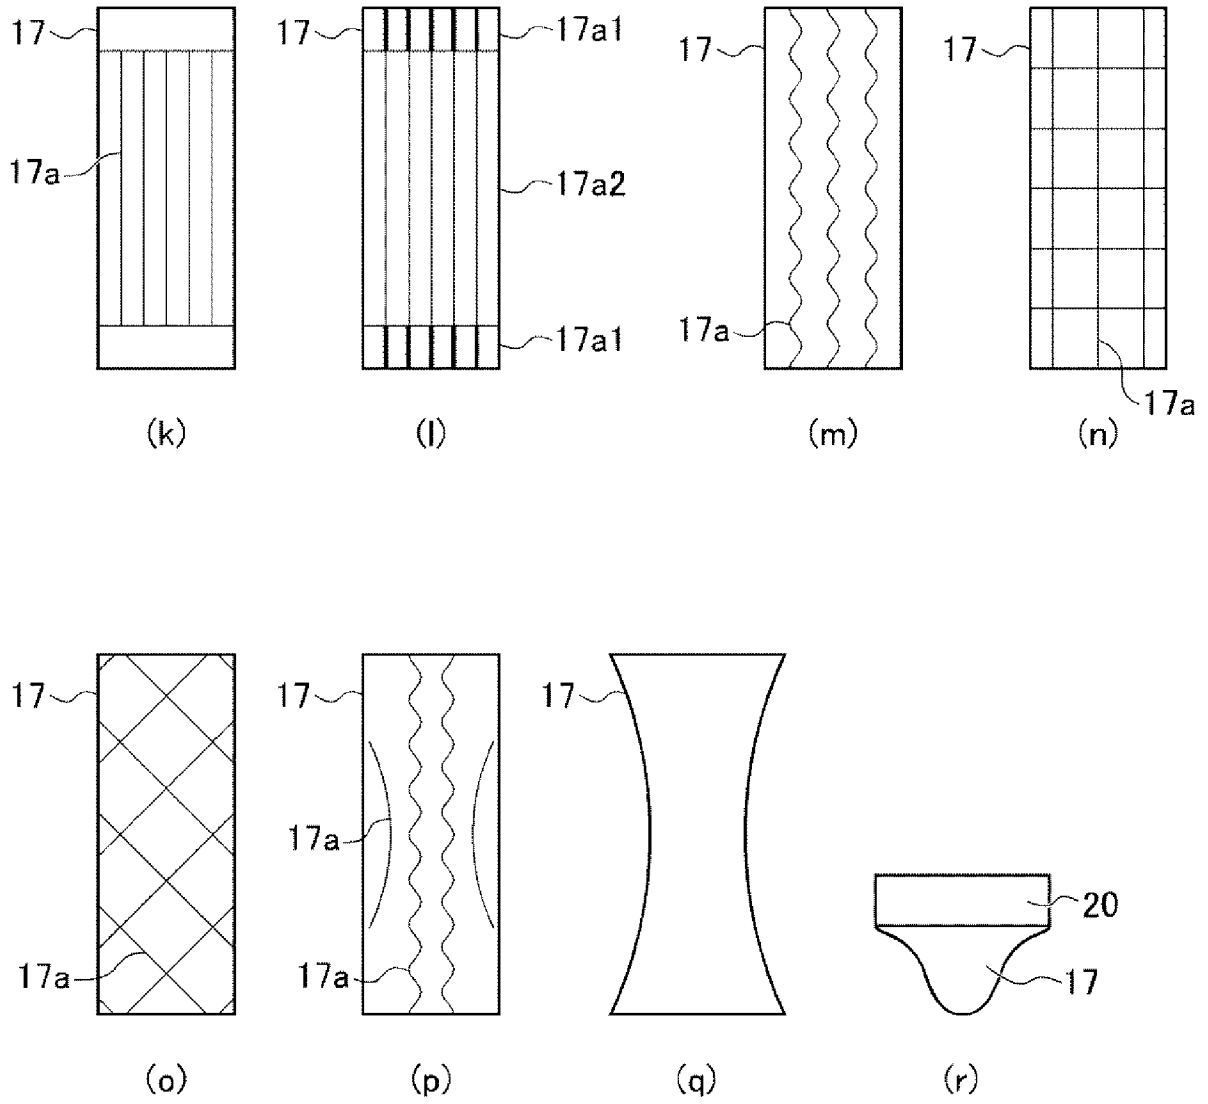 17 17 17a1 17 17
17a 17a2
17a 17a1
17a
(k) (l) (m) (n)
17 17 17
17a
20
17a 17a 17
(o) (p) (q) (r)